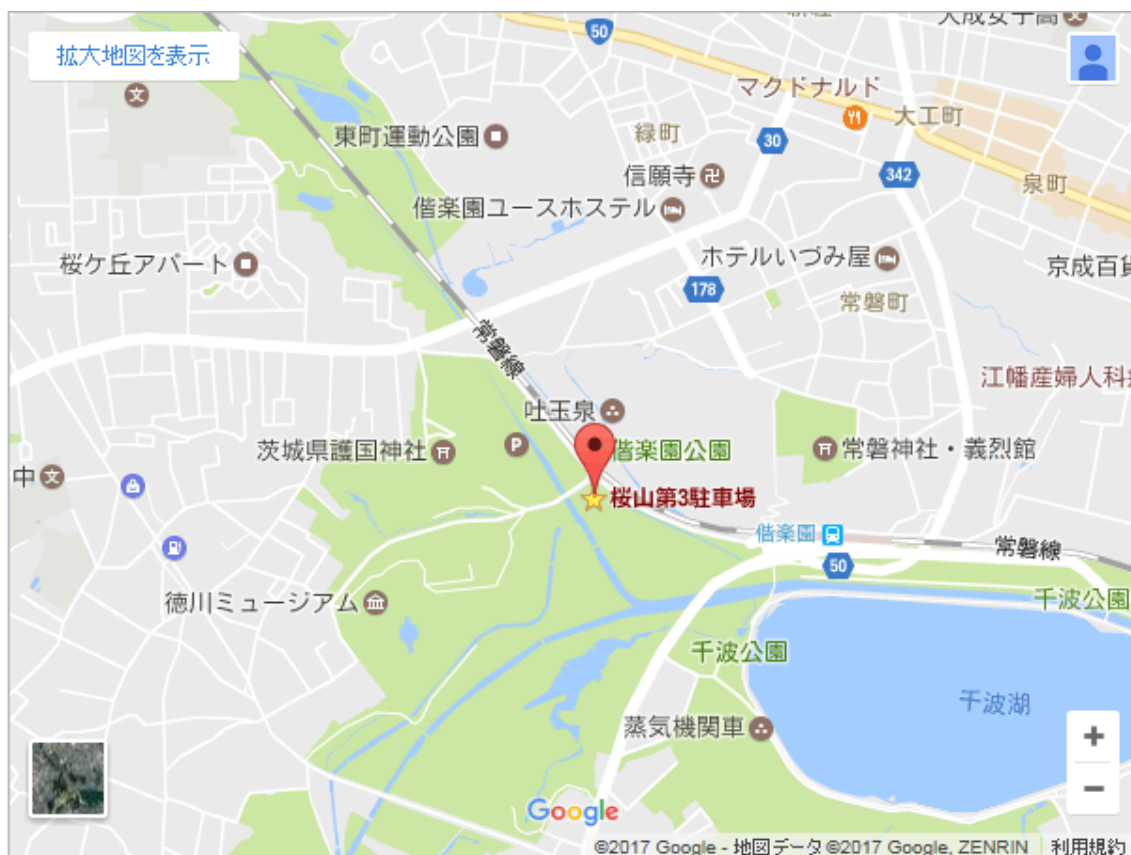 拡大地図を表示
50
大成女子高
マクドナルド
大工町
東町運動公園
緑町
30
信願寺
342
泉町
偕楽園ユースホステル
桜ケ丘アパート
ホテルいづみ屋
京成百貨
178
常磐町
常磐線
江幡産婦人科
吐玉泉
P
茨城県護国神社
偕楽園公園
常磐神社・義烈館
中
桜山第3駐車場
偕楽園
常磐線
50
徳川ミュージアム
千波公園
千波公園
千波湖
蒸気機関車
+
−
Google
©2017 Google - 地図データ ©2017 Google, ZENRIN
利用規約